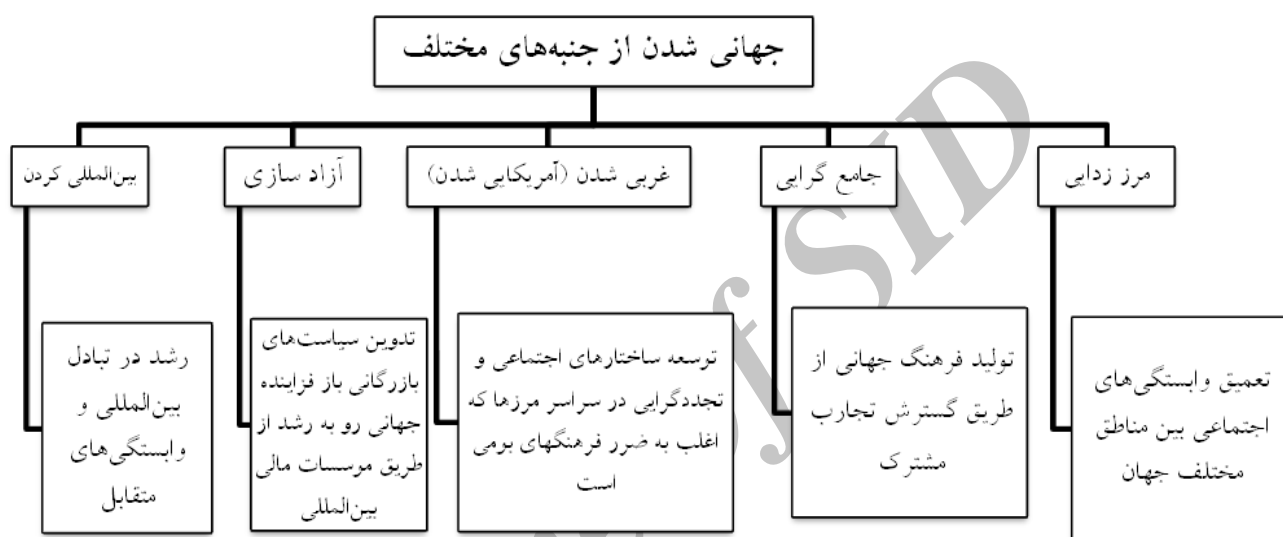 جهانی شدن از جنبه‌های مختلف
مرز زدایی
جامع گرایی
غربی شدن (آمریکایی شدن)
آزاد سازی
بین‌المللی کردن
تعمیق وابستگی‌های
اجتماعی بین مناطق
مختلف جهان
تولید فرهنگ جهانی از
طریق گسترش تجارب
مشترک
توسعه ساختارهای اجتماعی و
تجددگرایی در سراسر مرزها که
اغلب به ضرر فرهنگهای بومی
است
تدوین سیاست‌های
بازرگانی باز فزاینده
جهانی رو به رشد از
طریق موسسات مالی
بین‌المللی
رشد در تبادل
بین‌المللی و
وابستگی‌های
متقابل
of SID